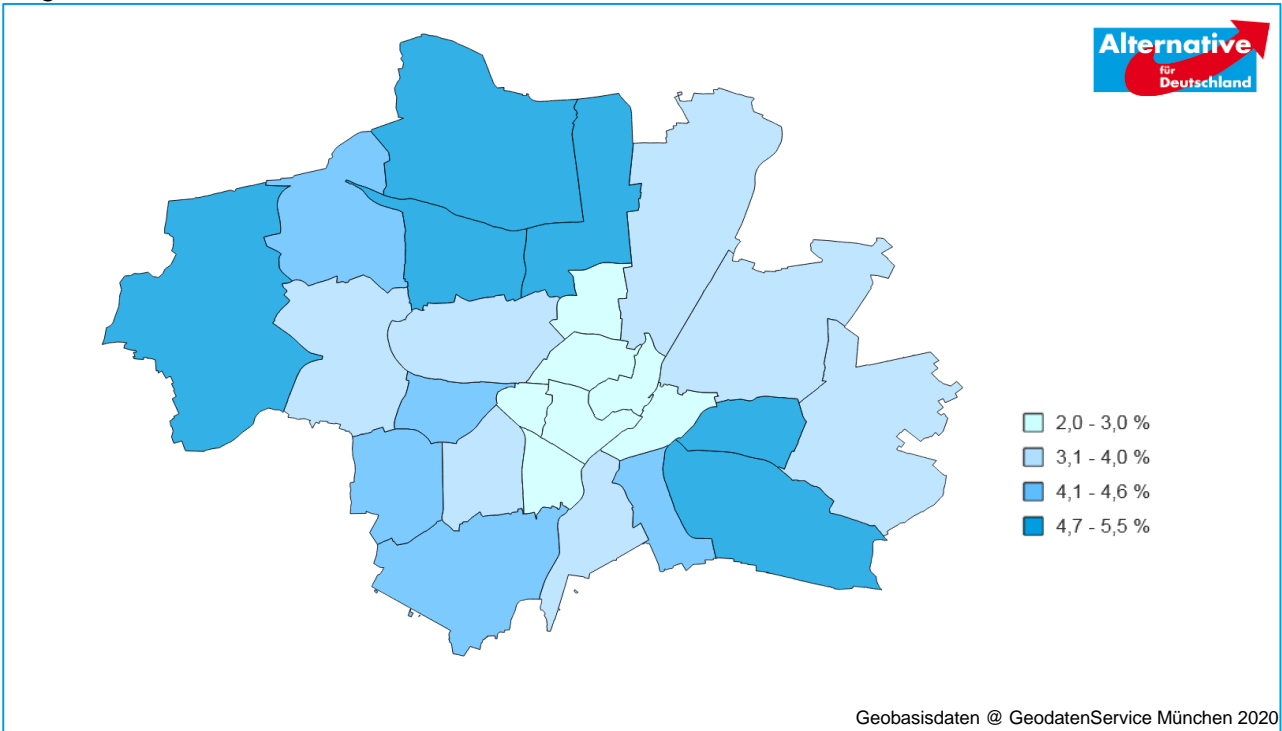 Alternative
für
Deutschland
2,0 - 3,0 %
3,1 - 4,0 %
4,1 - 4,6 %
4,7 - 5,5 %
Geobasisdaten @ GeodatenService München 2020